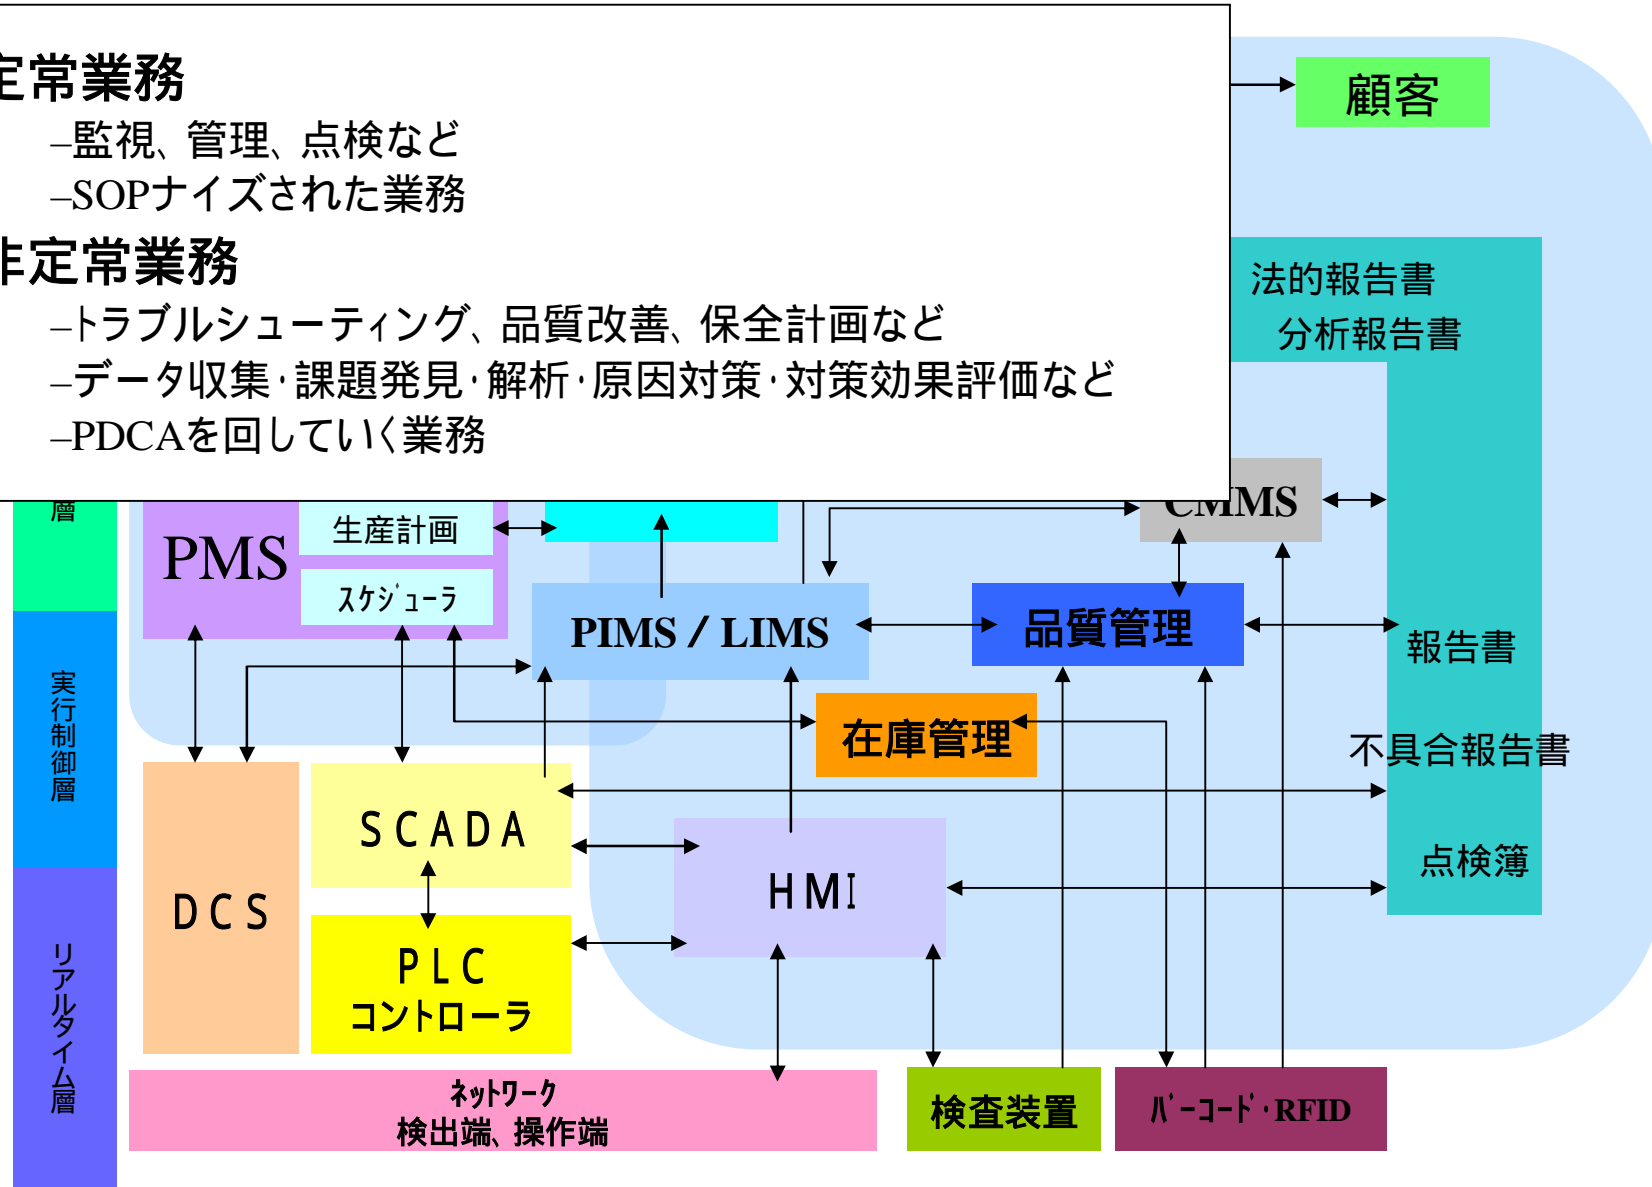 定常業務
–監視、管理、点検など
–SOPナイズされた業務
非定常業務
–トラブルシューティング、品質改善、保全計画など
–データ収集･課題発見･解析･原因対策･対策効果評価など
–PDCAを回していく業務
顧客
法的報告書
分析報告書
CMMS
層
PMS
生産計画
ｽｹｼﾞｭｰﾗ
PIMS / LIMS
品質管理
報告書
実行制御層
在庫管理
不具合報告書
ＳＣＡＤＡ
点検簿
ＨＭＩ
ＤＣＳ
ＰＬＣ
コントローラ
リアルタイム層
ﾈｯﾄﾜｰｸ
検出端、操作端
検査装置
ﾊﾞｰｺｰﾄﾞ･RFID